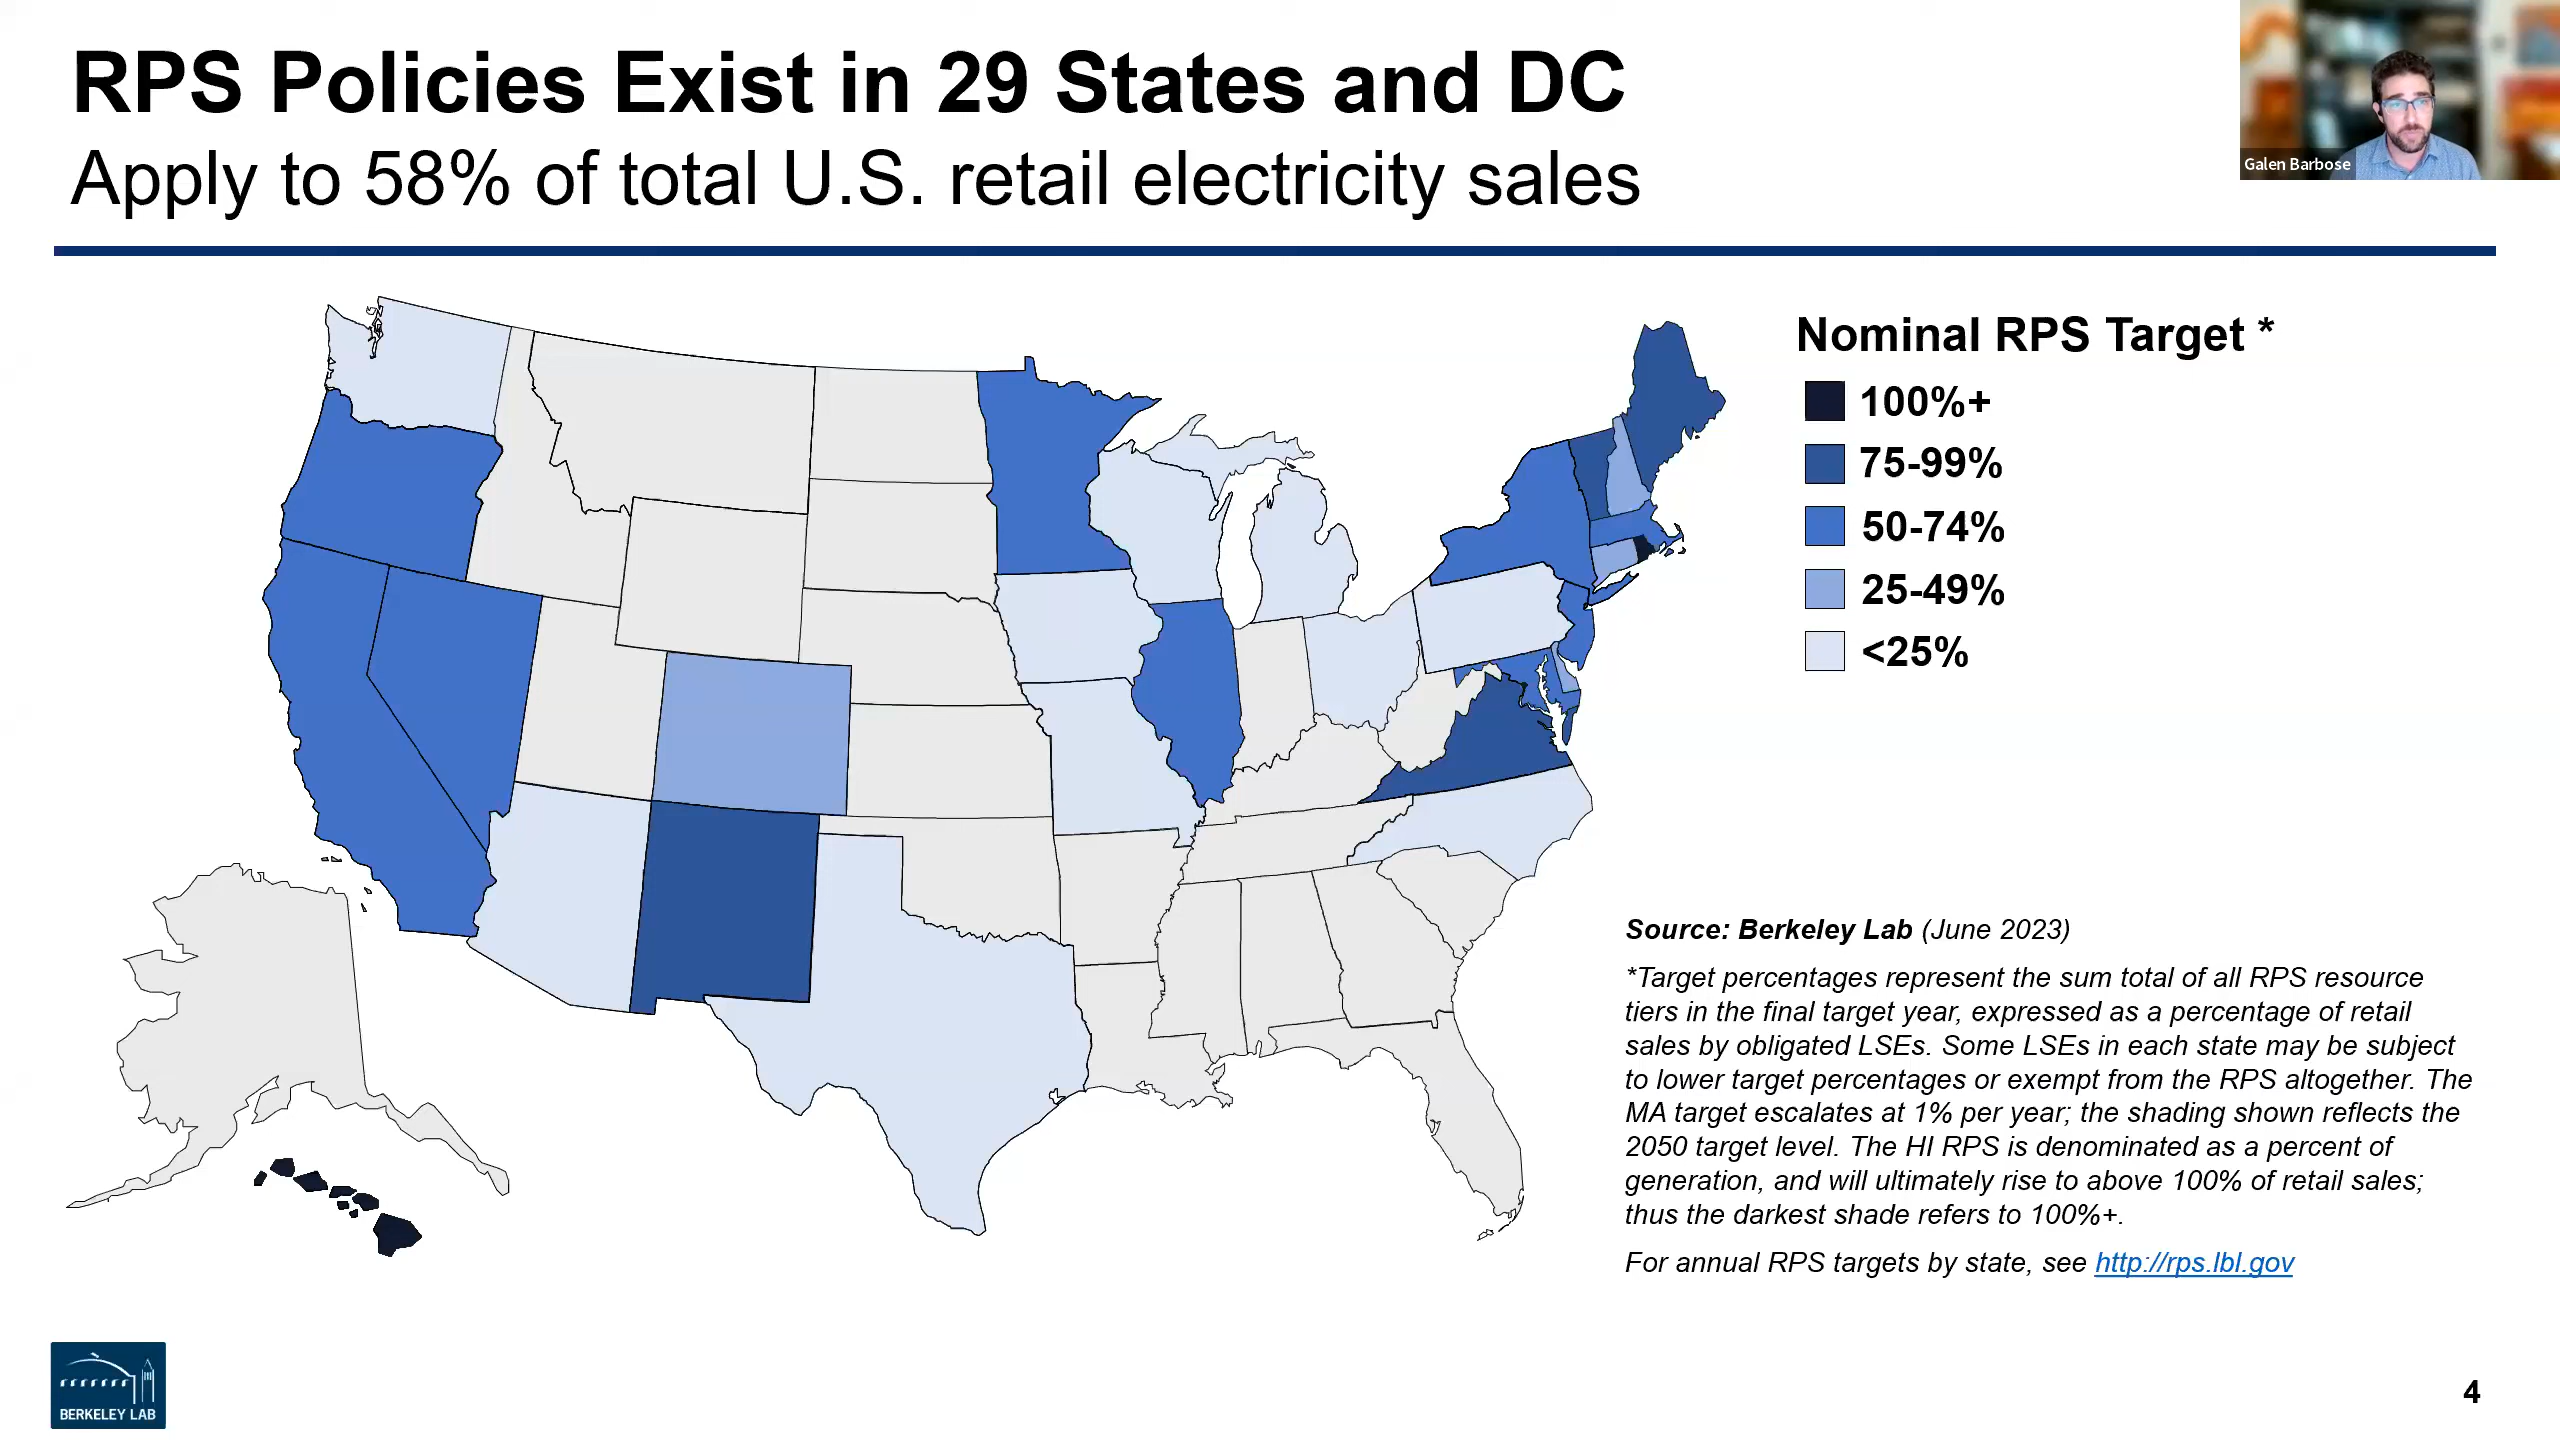 RPS Policies Exist in 29 States and DC
Apply to 58% of total U.S. retail electricity sales
Galen Barbose
Nominal RPS Target *
100%+
75-99%
50-74%
25-49%
<25%
Source: Berkeley Lab (June 2023)
*Target percentages represent the sum total of all RPS resource
tiers in the final target year, expressed as a percentage of retail
sales by obligated LSEs. Some LSEs in each state may be subject
to lower target percentages or exempt from the RPS altogether. The
MA target escalates at 1% per year; the shading shown reflects the
2050 target level. The HI RPS is denominated as a percent of
generation, and will ultimately rise to above 100% of retail sales;
thus the darkest shade refers to 100%+.
For annual RPS targets by state, see http://rps.lbl.gov
BERKELEY LAB
4